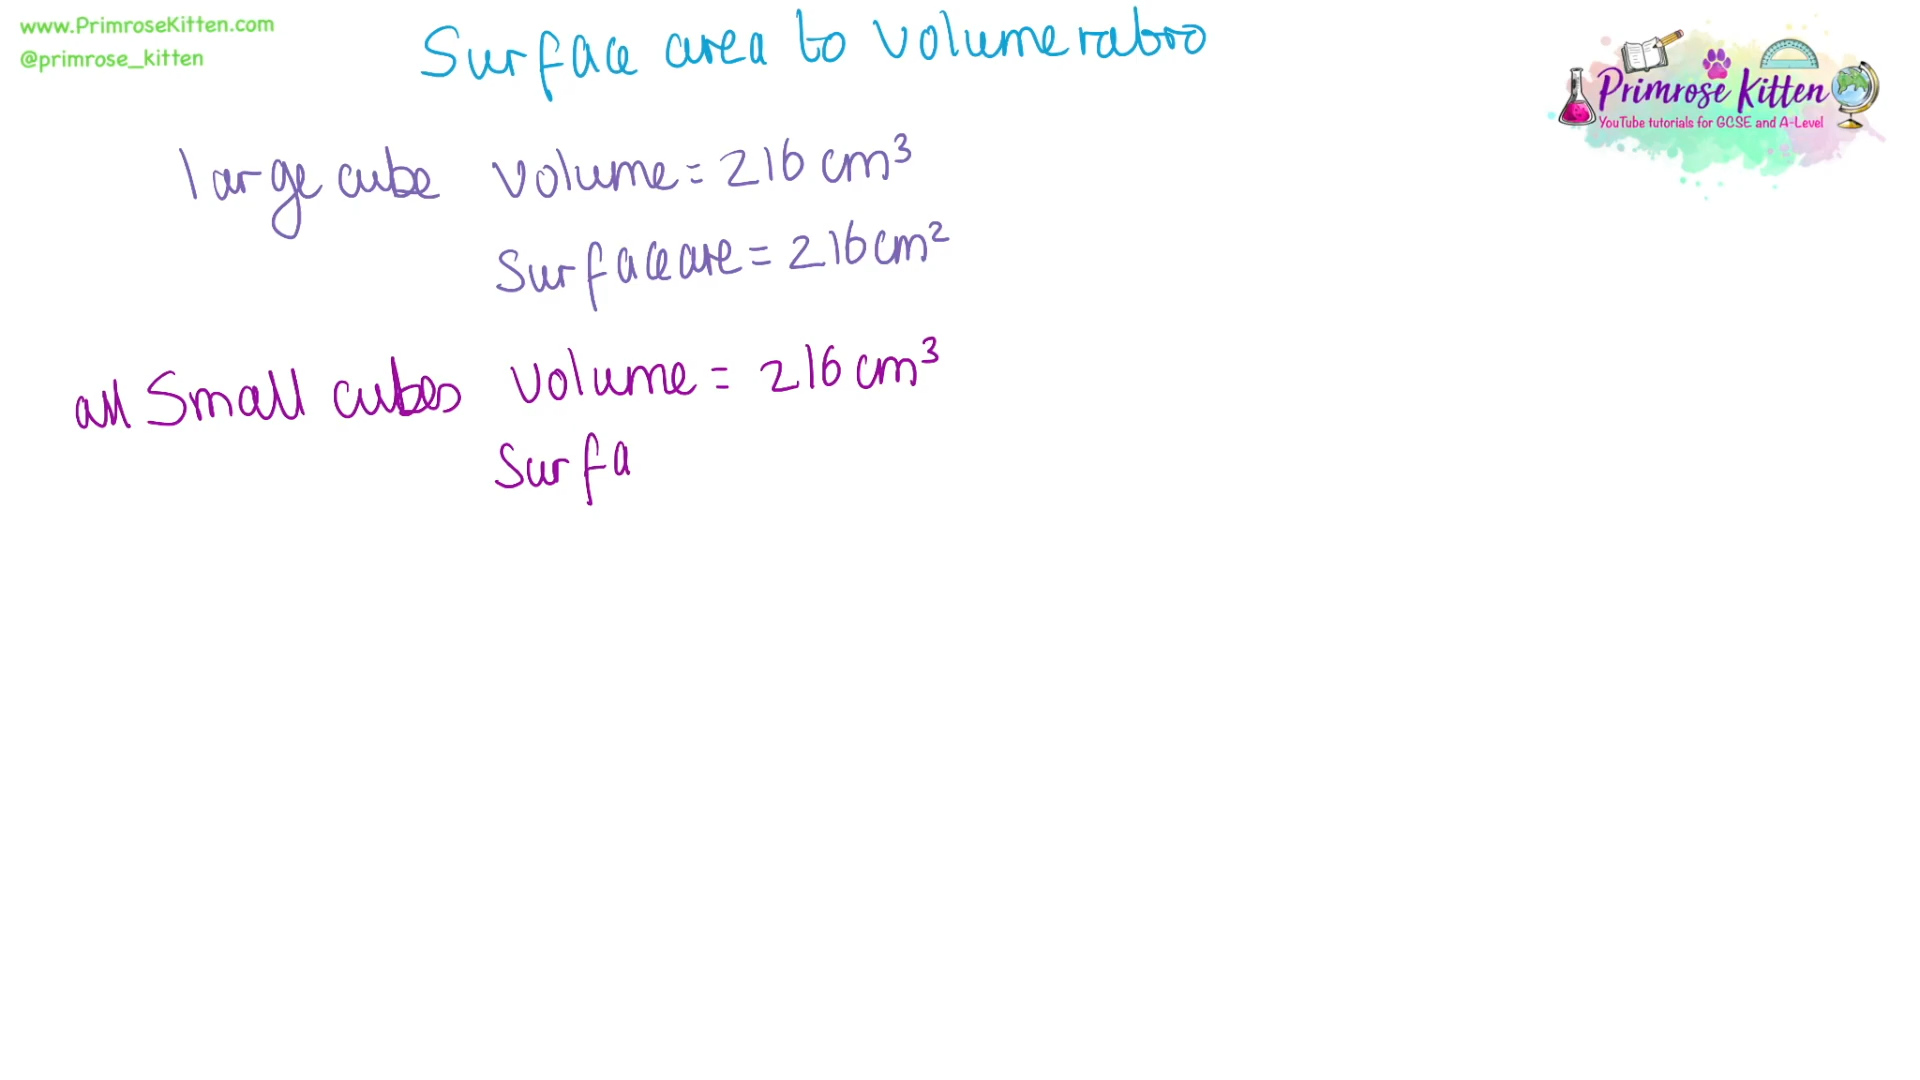 www.PrimroseKitten.com
@primrose_kitten
Surface area to volume ratio
Primrose Kitten
YouTube tutorials for GCSE and A-Level
large cube volume = 216 cm³
Surface are = 216 cm²
all Small cubes volume = 216 cm³
Surfa